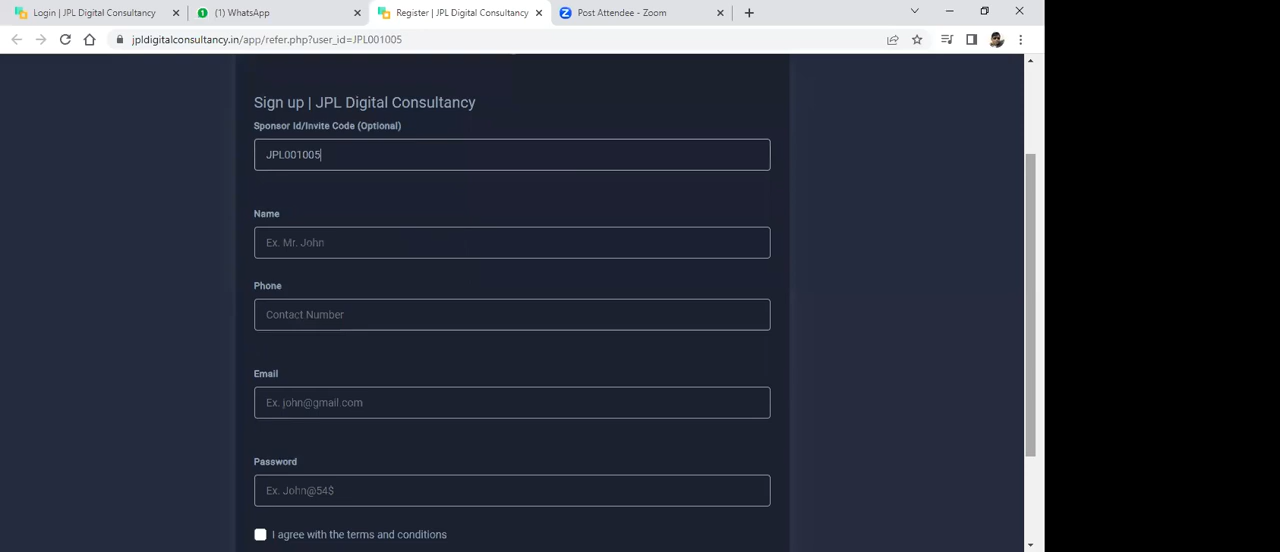 Login | JPL Digital Consultancy
(1) WhatsApp
Register | JPL Digital Consultancy
Post Attendee - Zoom
jpldigitalconsultancy.in/app/refer.php?user_id=JPL001005
Sign up | JPL Digital Consultancy
Sponsor Id/Invite Code (Optional)
JPL001005
Name
Ex. Mr. John
Phone
Contact Number
Email
Ex. john@gmail.com
Password
Ex. John@54$
I agree with the terms and conditions